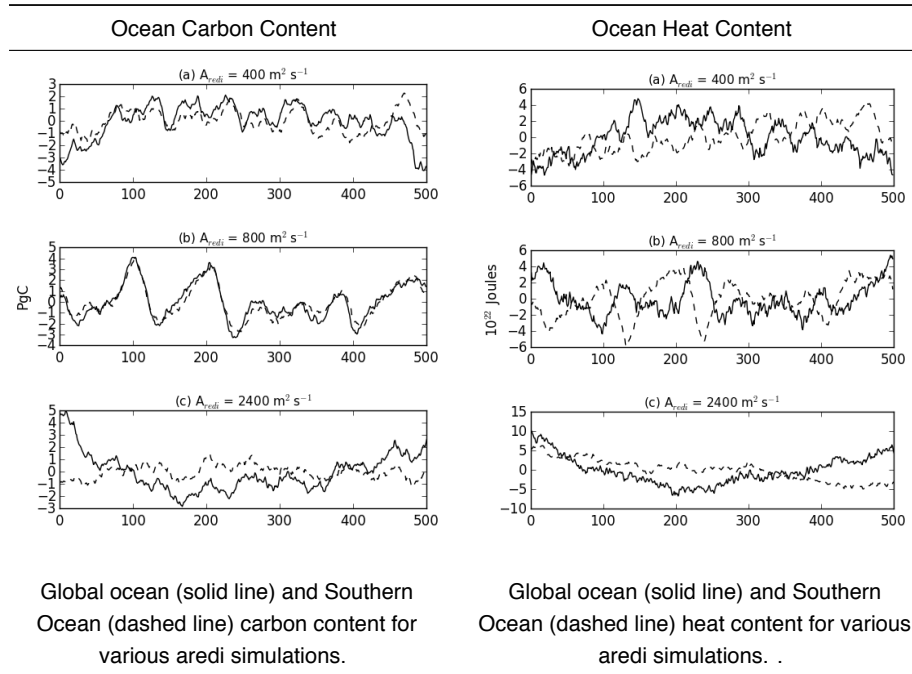 Ocean Carbon Content
Ocean Heat Content
(a) A_redi = 400 m² s⁻¹
3
2
1
0
−1
−2
−3
−4
−5
0 100 200 300 400 500
(b) A_redi = 800 m² s⁻¹
PgC
5
4
3
2
1
0
−1
−2
−3
−4
0 100 200 300 400 500
(c) A_redi = 2400 m² s⁻¹
5
4
3
2
1
0
−1
−2
−3
0 100 200 300 400 500
(a) A_redi = 400 m² s⁻¹
6
4
2
0
−2
−4
−6
0 100 200 300 400 500
(b) A_redi = 800 m² s⁻¹
10²² Joules
6
4
2
0
−2
−4
−6
0 100 200 300 400 500
(c) A_redi = 2400 m² s⁻¹
15
10
5
0
−5
−10
0 100 200 300 400 500
Global ocean (solid line) and Southern
Ocean (dashed line) carbon content for
various aredi simulations.
Global ocean (solid line) and Southern
Ocean (dashed line) heat content for various
aredi simulations. .